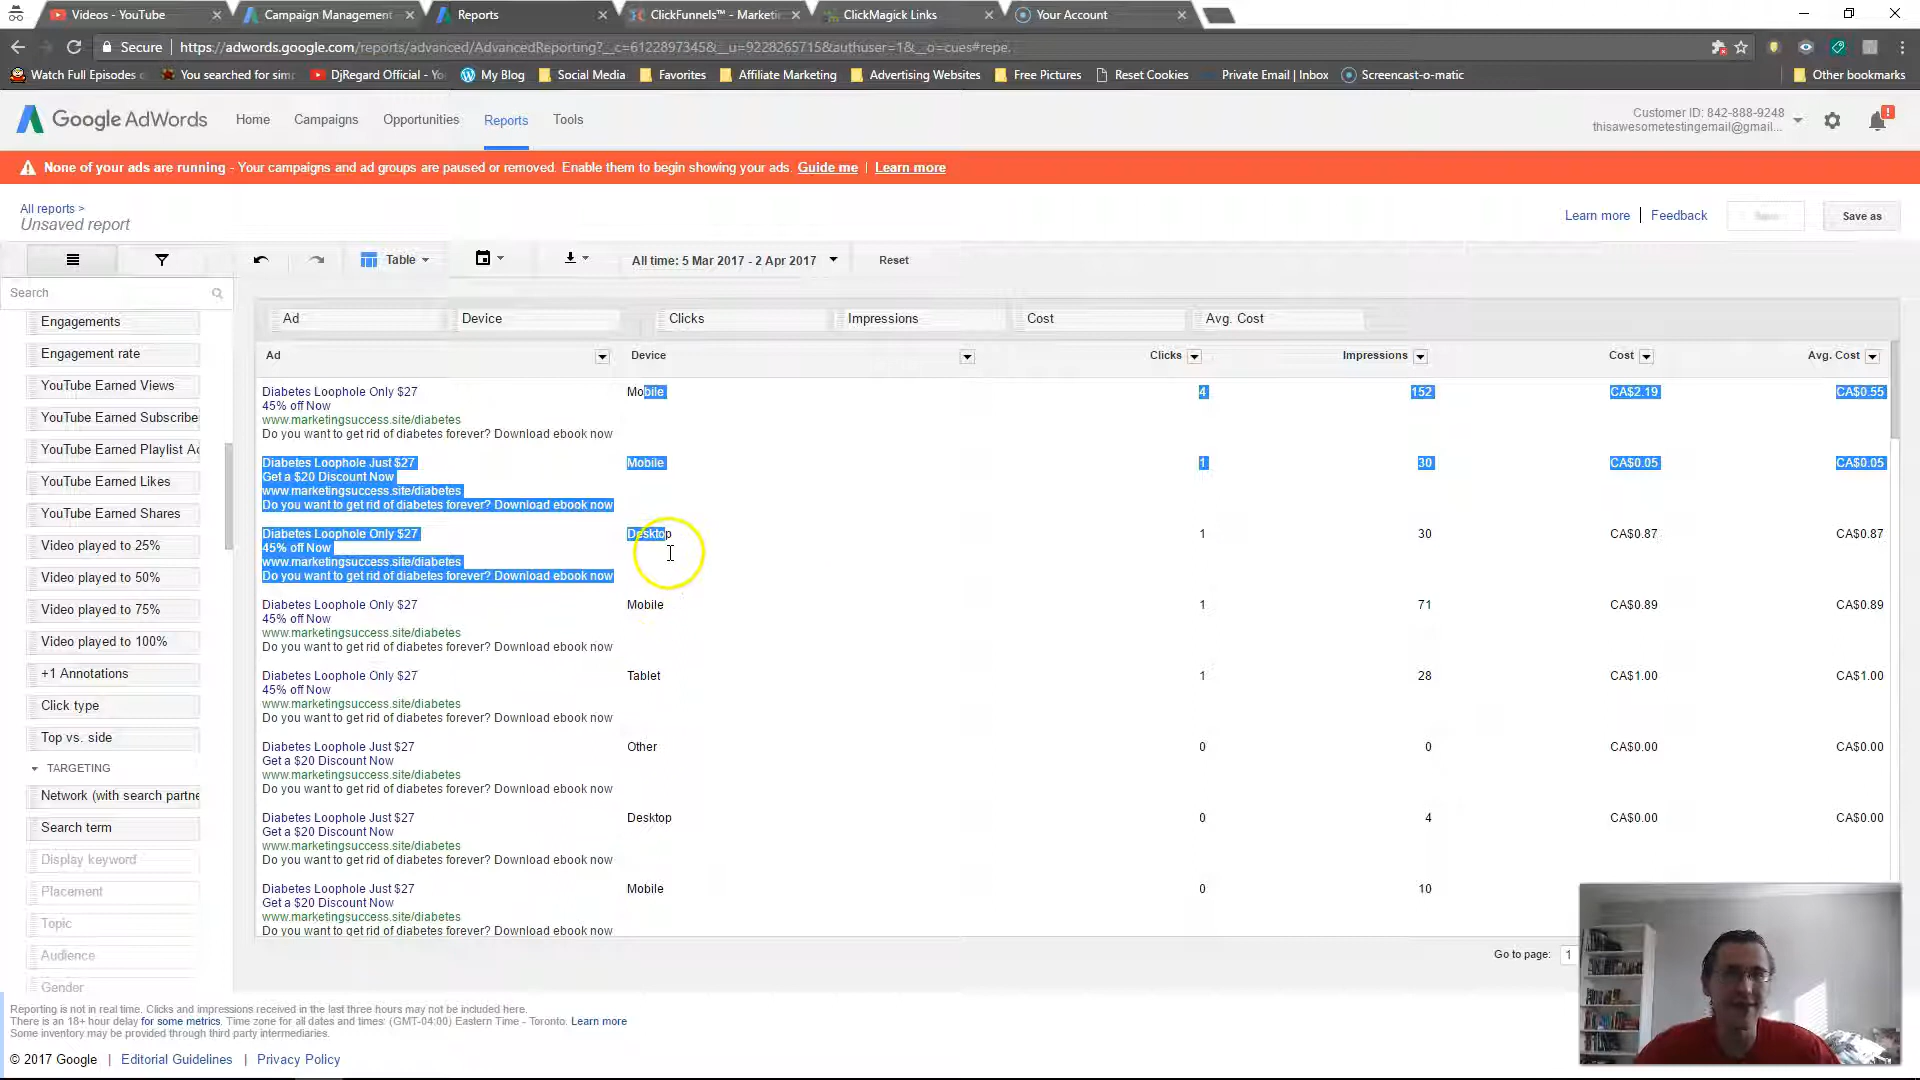 Videos - YouTube
Campaign Management
Reports
ClickFunnels™ - Marketi
ClickMagick Links
Your Account
Secure
https://adwords.google.com/reports/advanced/AdvancedReporting?__c=6122897345&__u=9228265715&authuser=1&__o=cues#repe.
Watch Full Episodes o
You searched for sim
DjRegard Official - Yo
My Blog
Social Media
Favorites
Affiliate Marketing
Advertising Websites
Free Pictures
Reset Cookies
Private Email | Inbox
Screencast-o-matic
Other bookmarks
Google AdWords
Home
Campaigns
Opportunities
Reports
Tools
Customer ID: 842-888-9248
thisawesometestingemail@gmail...
None of your ads are running - Your campaigns and ad groups are paused or removed. Enable them to begin showing your ads. Guide me | Learn more
All reports >
Unsaved report
Learn more | Feedback
Save
Save as
Table
All time: 5 Mar 2017 - 2 Apr 2017
Reset
Search
Engagements
Engagement rate
YouTube Earned Views
YouTube Earned Subscribe
YouTube Earned Playlist Ac
YouTube Earned Likes
YouTube Earned Shares
Video played to 25%
Video played to 50%
Video played to 75%
Video played to 100%
+1 Annotations
Click type
Top vs. side
TARGETING
Network (with search partne
Search term
Display keyword
Placement
Topic
Audience
Gender
Ad Device Clicks Impressions Cost Avg. Cost
Ad Device Clicks Impressions Cost Avg. Cost
Diabetes Loophole Only $27 Mobile 4 152 CA$2.19 CA$0.55
45% off Now
www.marketingsuccess.site/diabetes
Do you want to get rid of diabetes forever? Download ebook now
Diabetes Loophole Just $27 Mobile 1 30 CA$0.05 CA$0.05
Get a $20 Discount Now
www.marketingsuccess.site/diabetes
Do you want to get rid of diabetes forever? Download ebook now
Diabetes Loophole Only $27 Desktop 1 30 CA$0.87 CA$0.87
45% off Now
www.marketingsuccess.site/diabetes
Do you want to get rid of diabetes forever? Download ebook now
Diabetes Loophole Only $27 Mobile 1 71 CA$0.89 CA$0.89
45% off Now
www.marketingsuccess.site/diabetes
Do you want to get rid of diabetes forever? Download ebook now
Diabetes Loophole Only $27 Tablet 1 28 CA$1.00 CA$1.00
45% off Now
www.marketingsuccess.site/diabetes
Do you want to get rid of diabetes forever? Download ebook now
Diabetes Loophole Just $27 Other 0 0 CA$0.00 CA$0.00
Get a $20 Discount Now
www.marketingsuccess.site/diabetes
Do you want to get rid of diabetes forever? Download ebook now
Diabetes Loophole Just $27 Desktop 0 4 CA$0.00 CA$0.00
Get a $20 Discount Now
www.marketingsuccess.site/diabetes
Do you want to get rid of diabetes forever? Download ebook now
Diabetes Loophole Just $27 Mobile 0 10
Get a $20 Discount Now
www.marketingsuccess.site/diabetes
Do you want to get rid of diabetes forever? Download ebook now
Go to page: 1
Reporting is not in real time. Clicks and impressions received in the last three hours may not be included here.
There is an 18+ hour delay for some metrics. Time zone for all dates and times: (GMT-04:00) Eastern Time - Toronto. Learn more
Some inventory may be provided through third party intermediaries.
© 2017 Google | Editorial Guidelines | Privacy Policy